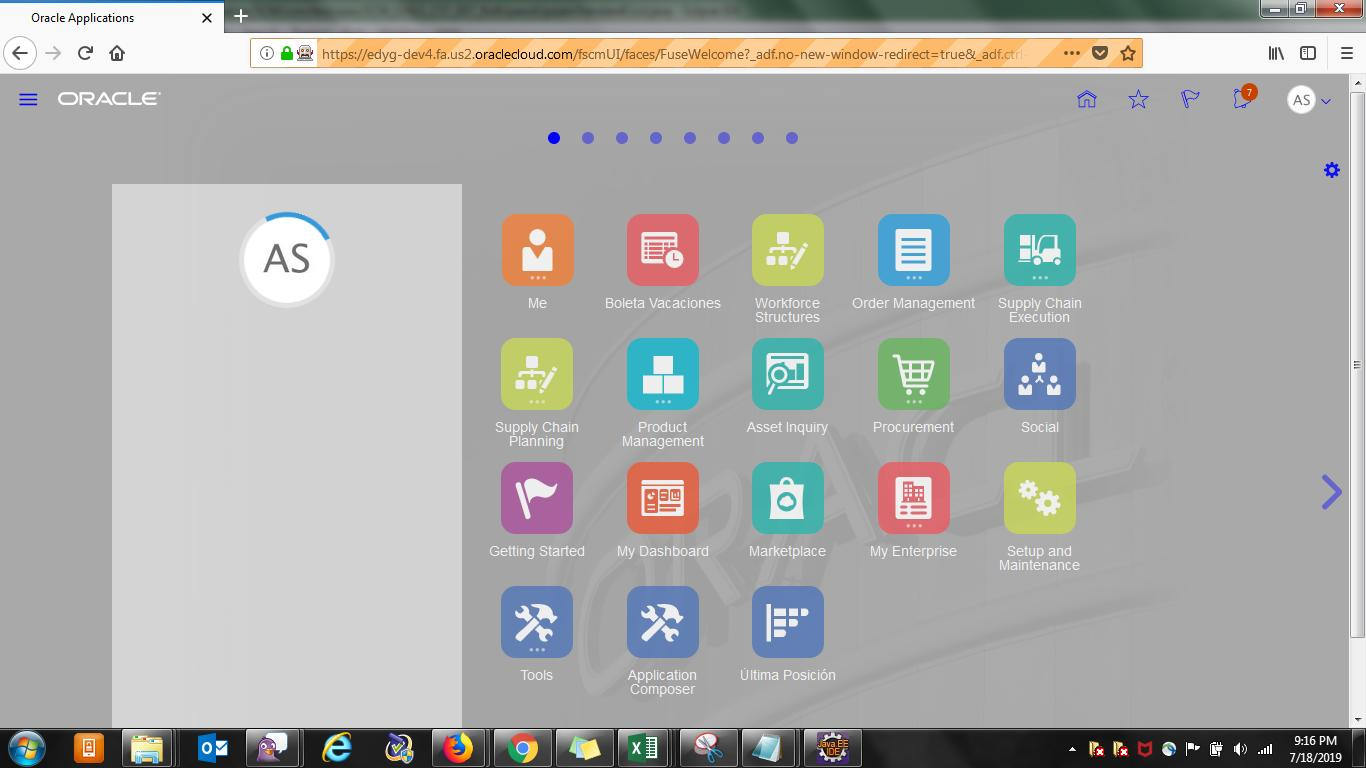 Oracle Applications
https://edyg-dev4.fa.us2.oraclecloud.com/fscmUI/faces/FuseWelcome?_adf.no-new-window-redirect=true&_adf.ctrl-
ORACLE
7
AS
AS
Me
Boleta Vacaciones
Workforce
Structures
Order Management
Supply Chain
Execution
Supply Chain
Planning
Product
Management
Asset Inquiry
Procurement
Social
Getting Started
My Dashboard
Marketplace
My Enterprise
Setup and
Maintenance
Tools
Application
Composer
Última Posición
Java EE
IDE
9:16 PM
7/18/2019